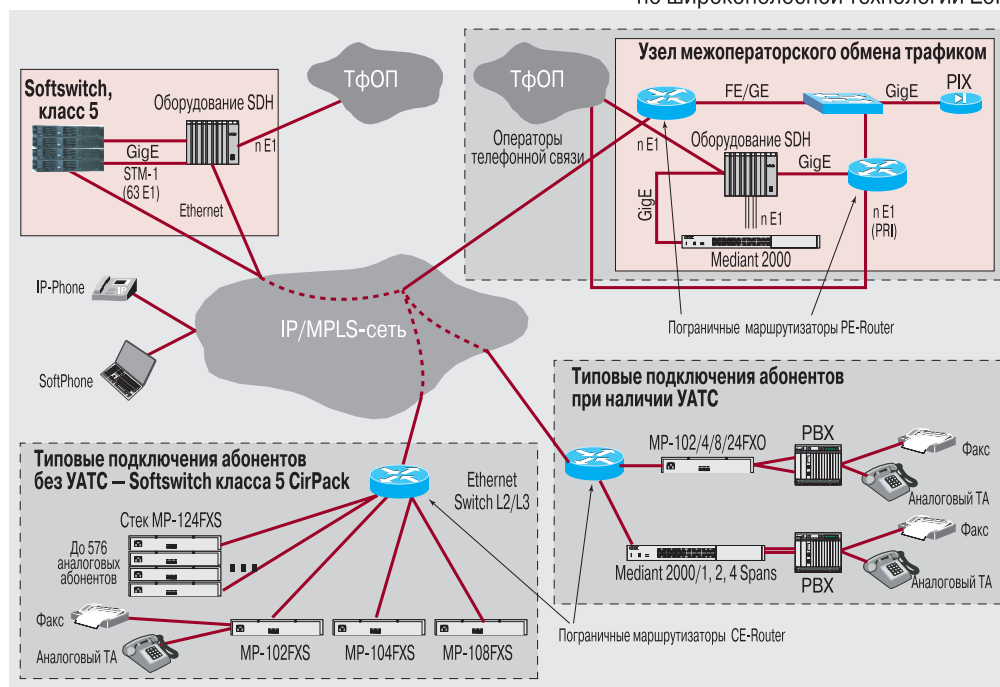 Softswitch,
класс 5
Оборудование SDH
GigE
STM-1
(63 E1)
Ethernet
n E1
ТфОП
ТфОП
Операторы
телефонной связи
Узел межоператорского обмена трафиком
FE/GE
GigE
PIX
n E1
Оборудование SDH
GigE
GigE
n E1
n E1
(PRI)
Mediant 2000
Пограничные маршрутизаторы PE-Router
IP-Phone
IP
SoftPhone
IP/MPLS-сеть
Типовые подключения абонентов
при наличии УАТС
MP-102/4/8/24FXO
PBX
Факс
Аналоговый ТА
Mediant 2000/1, 2, 4 Spans
PBX
Факс
Аналоговый ТА
Типовые подключения абонентов
без УАТС – Softswitch класса 5 CirPack
Ethernet
Switch L2/L3
Стек MP-124FXS
До 576
аналоговых
абонентов
Факс
Аналоговый ТА
MP-102FXS
MP-104FXS
MP-108FXS
Пограничные маршрутизаторы CE-Router